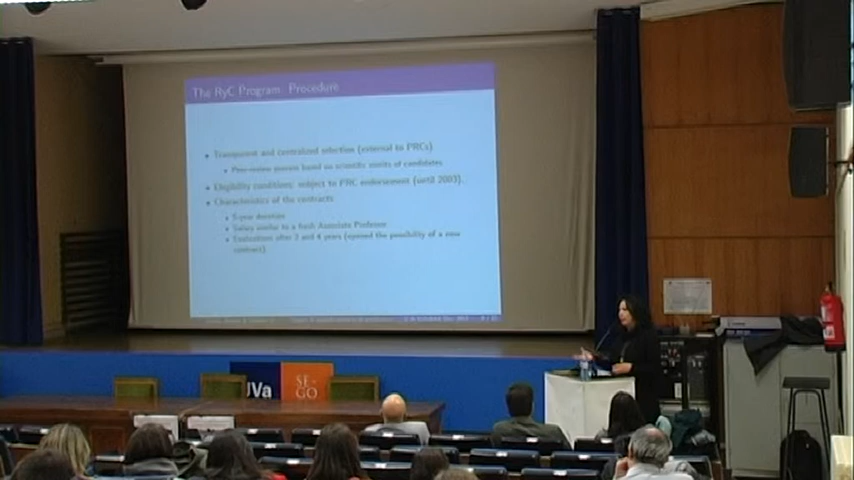 The RyC Program: Procedure
Transparent and centralized selection (external to PRCs)
Peer-review process based on scientific merits of candidates
Eligibility conditions: subject to PRC endorsement (until 2003).
Characteristics of the contracts
5-year duration
Salary similar to a fresh Associate Professor
Evaluations after 2 and 4 years (opened the possibility of a new
contract)
UVa
SE-
GO